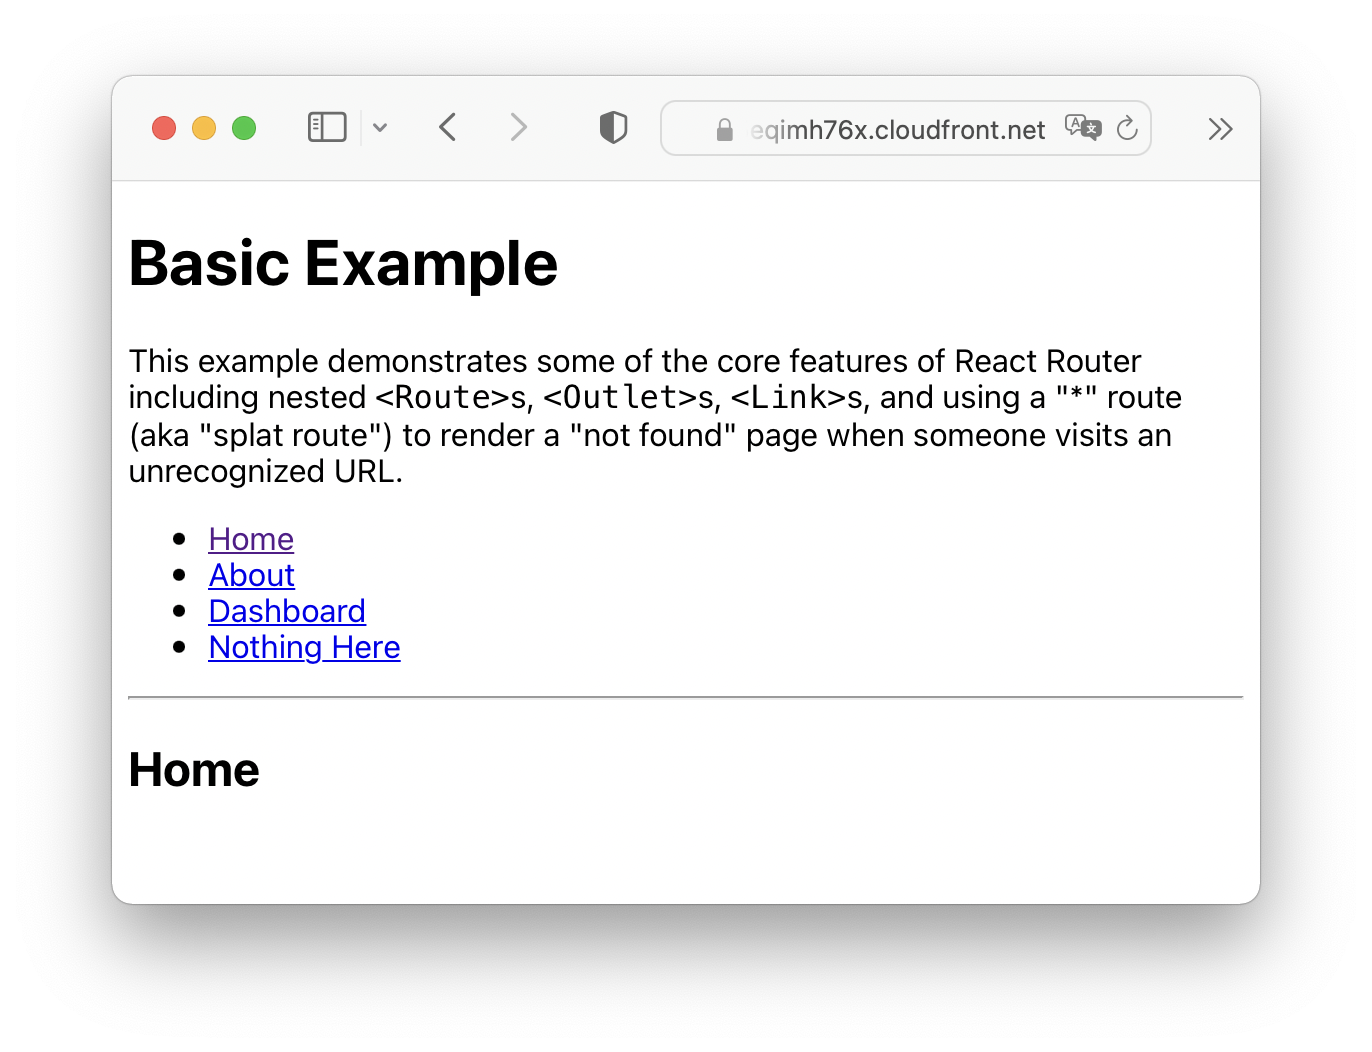 eqimh76x.cloudfront.net
Basic Example
This example demonstrates some of the core features of React Router
including nested <Route>s, <Outlet>s, <Link>s, and using a "*" route
(aka "splat route") to render a "not found" page when someone visits an
unrecognized URL.
Home
About
Dashboard
Nothing Here
Home